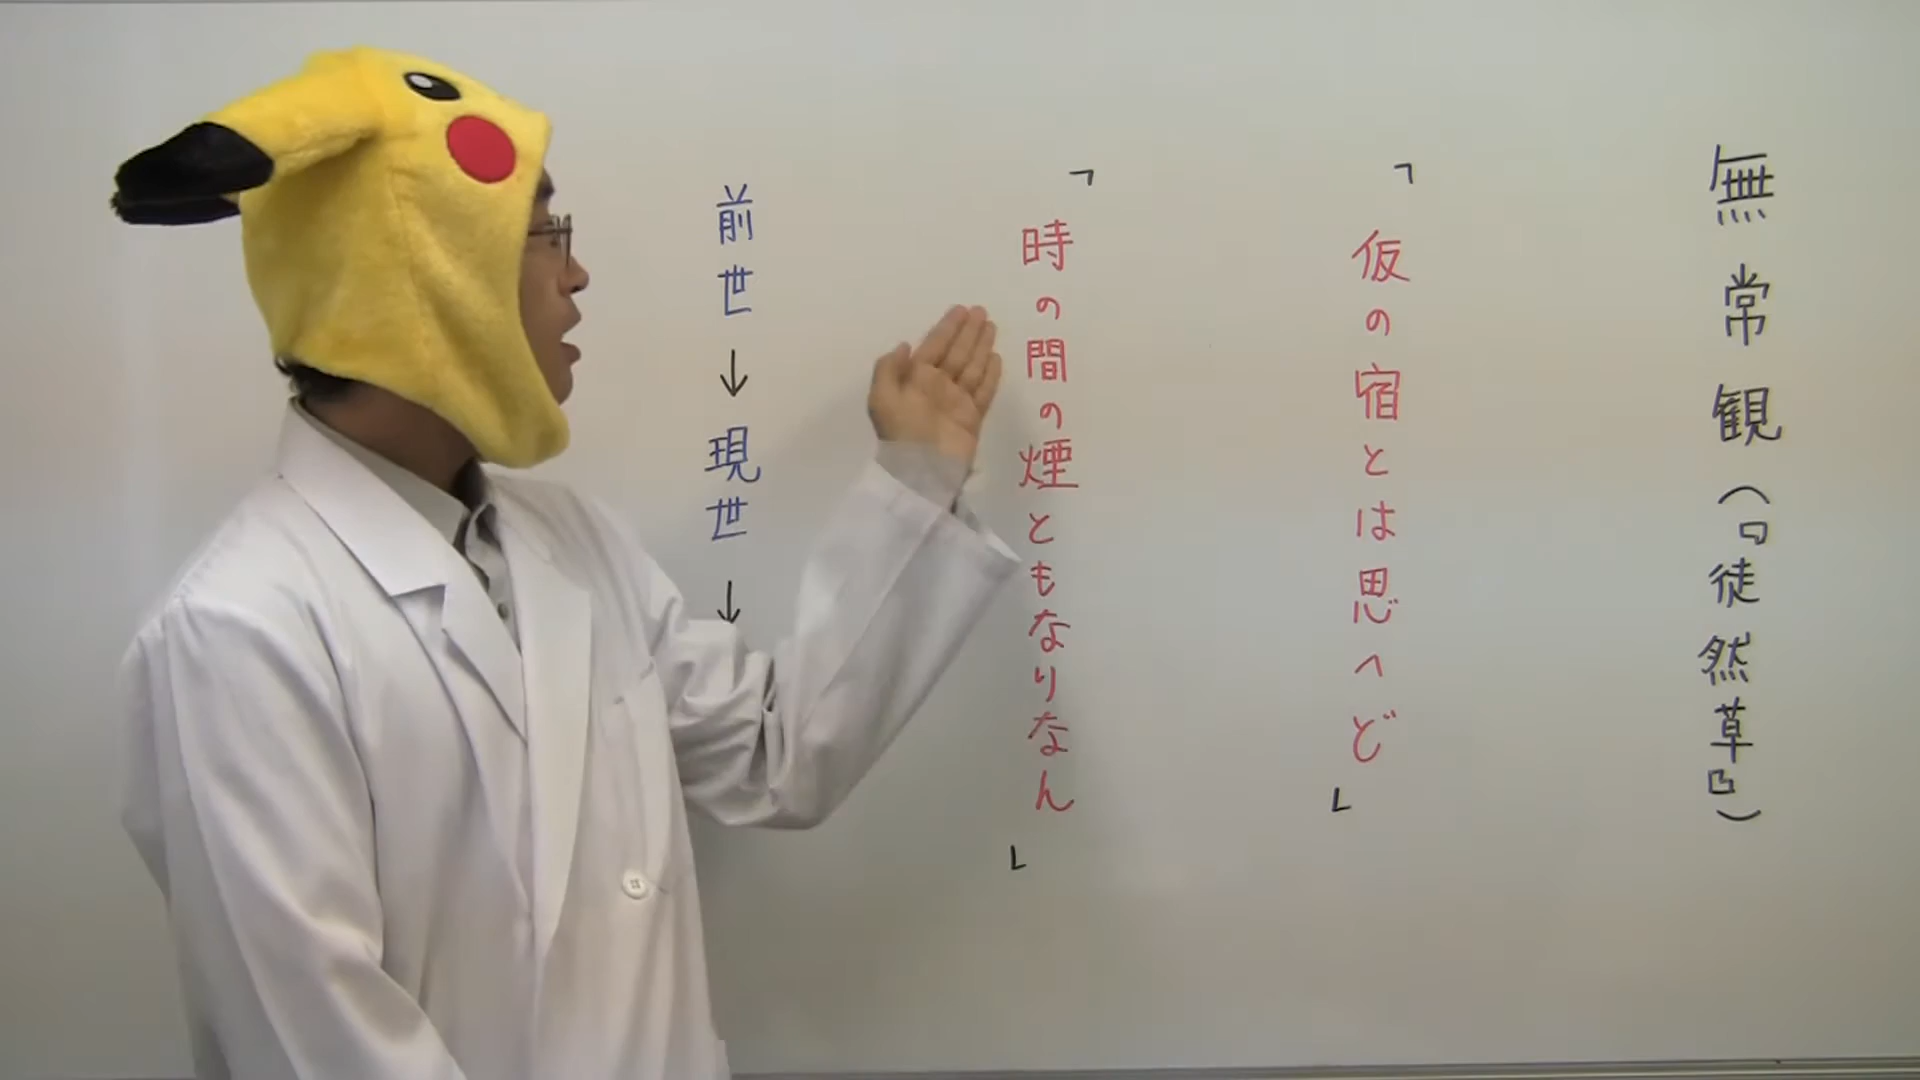 無常観(『徒然草』)
「仮の宿とは思へど」
「時の間の煙ともなりなん」
前世↓現世↓